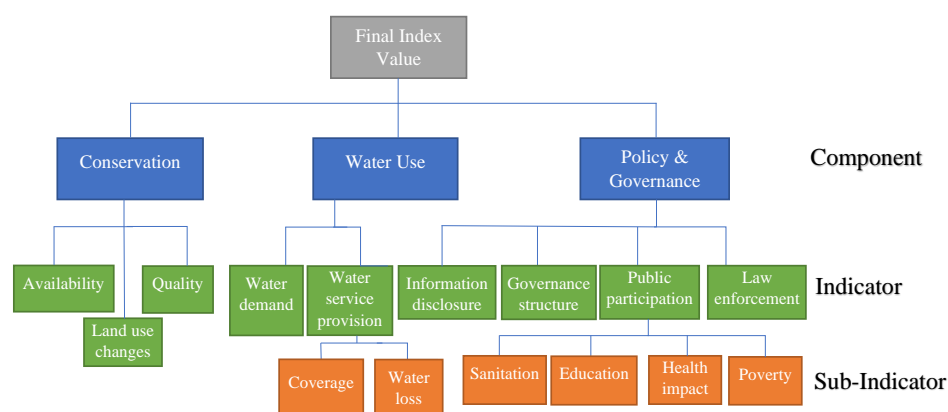 Final Index
Value
Conservation
Water Use
Policy &
Governance
Component
Availability
Land use
changes
Quality
Water
demand
Water
service
provision
Information
disclosure
Governance
structure
Public
participation
Law
enforcement
Indicator
Coverage
Water
loss
Sanitation
Education
Health
impact
Poverty
Sub-Indicator